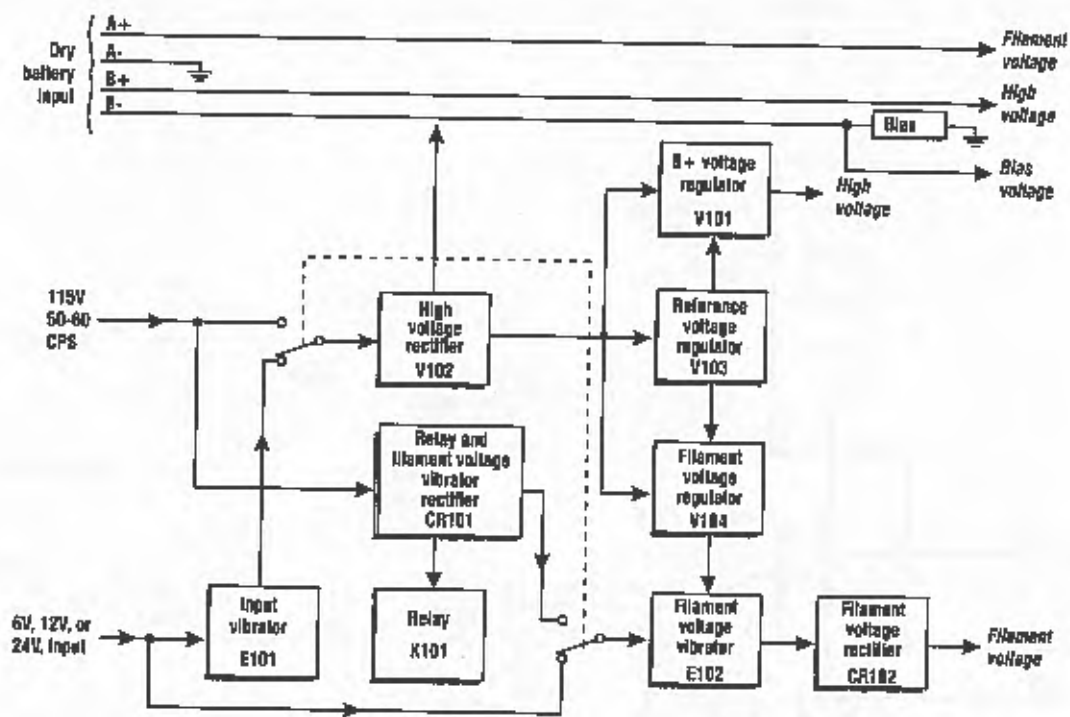 Dry
battery
input
A+
A-
B+
B-
Filament
voltage
High
voltage
Bias
Bias
voltage
B+ voltage
regulator
V101
High
voltage
115V
50-60
CPS
High
voltage
rectifier
V102
Referance
voltage
regulator
V103
Relay and
filament voltage
vibrator
rectifier
CR101
Filament
voltage
regulator
V104
6V, 12V, or
24V, input
Input
vibrator
E101
Relay
K101
Filament
voltage
vibrator
E102
Filament
voltage
rectifier
CR102
Filament
voltage